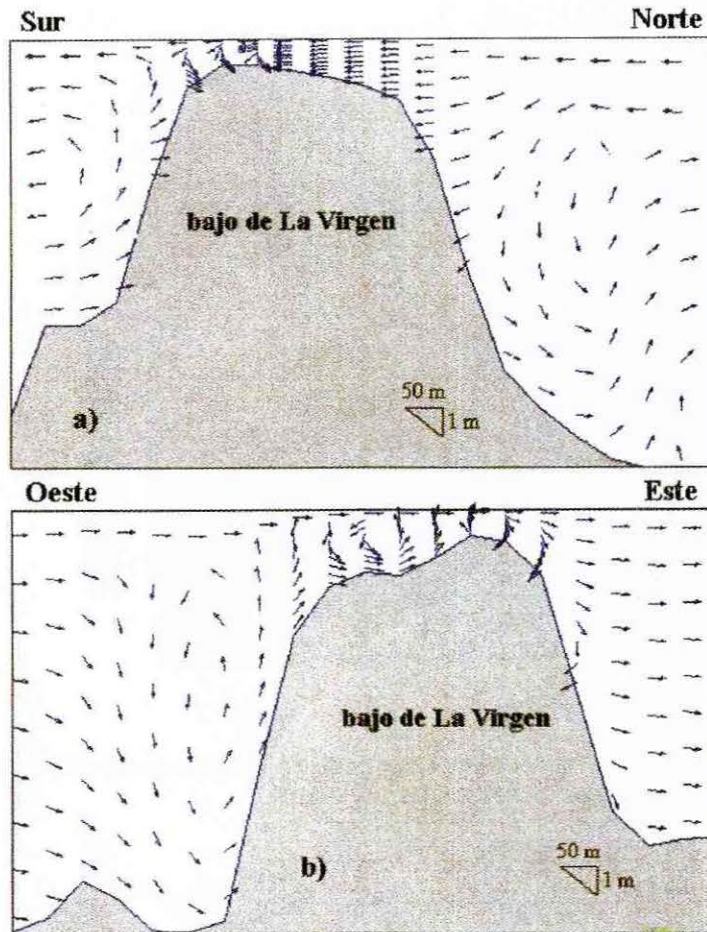 Sur Norte
bajo de La Virgen
50 m
1 m
a)
Oeste Este
bajo de La Virgen
50 m
1 m
b)